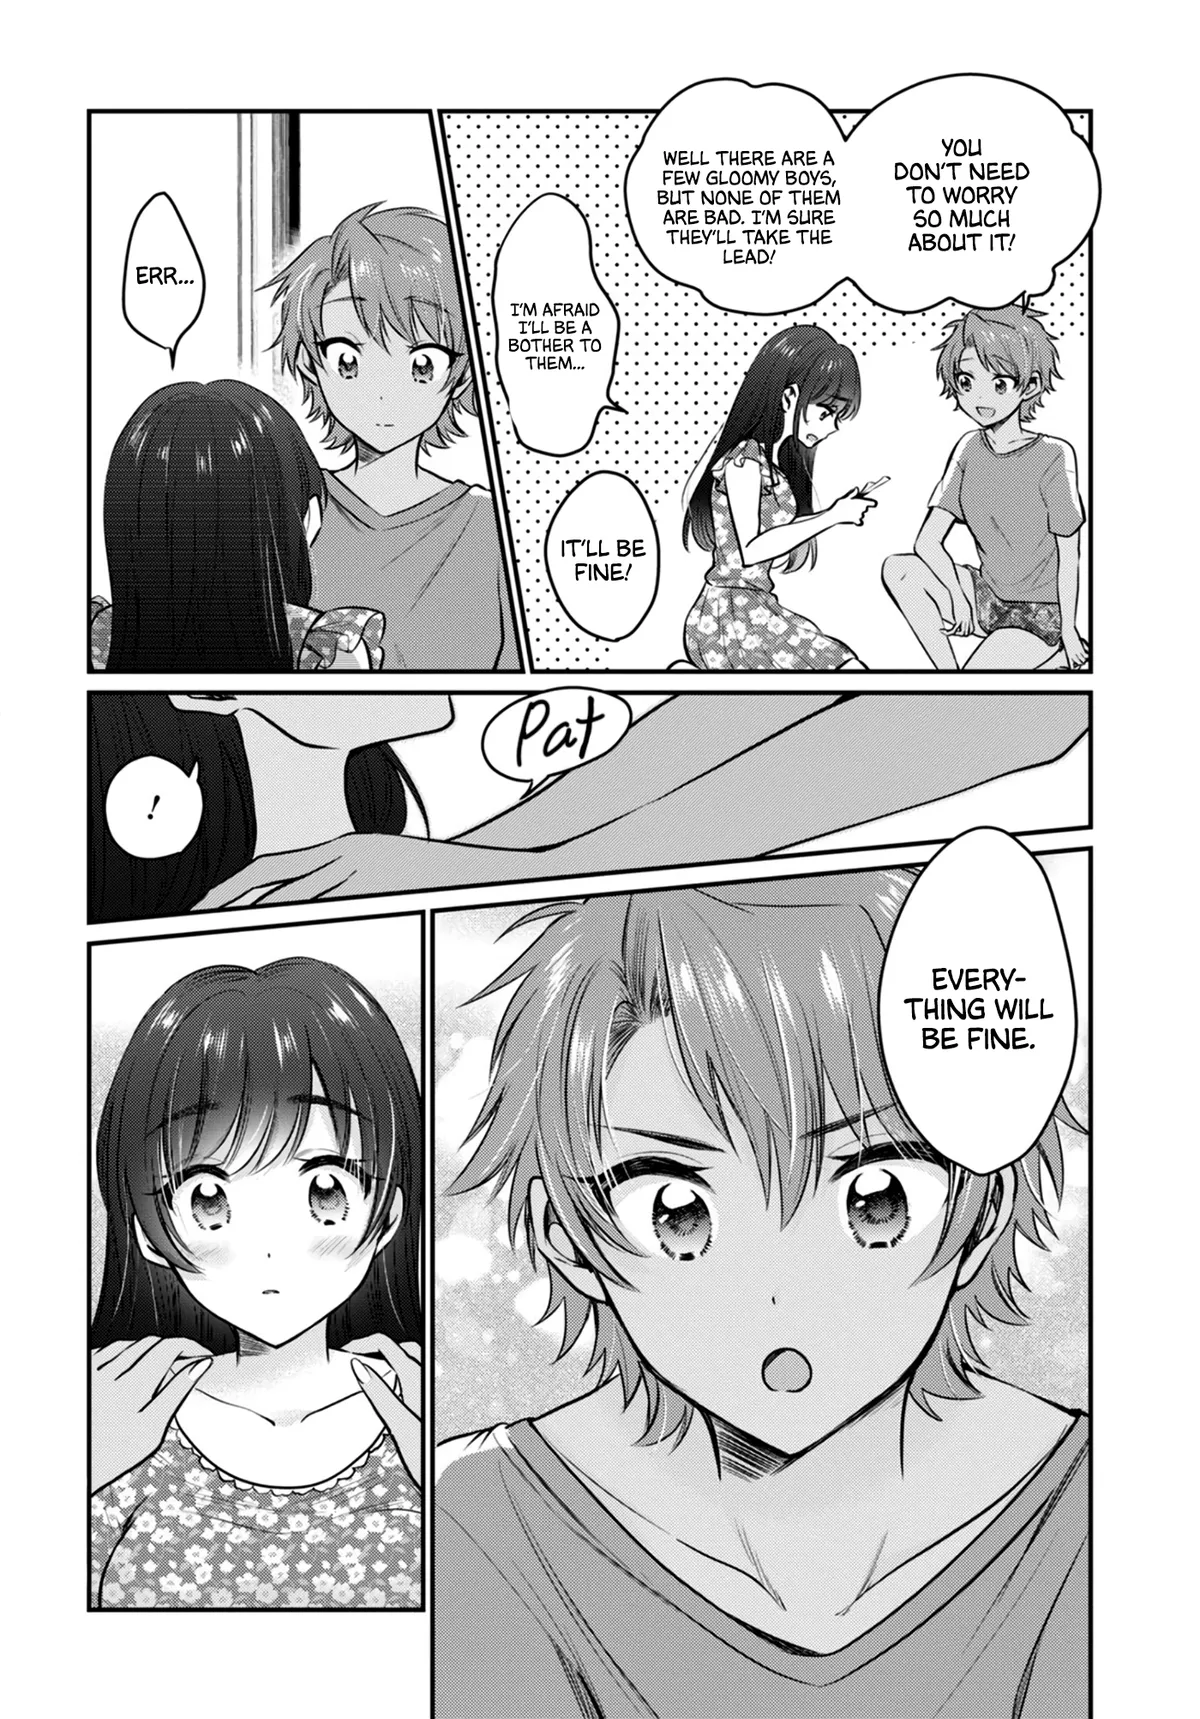 YOU
DON'T NEED
TO WORRY
SO MUCH
ABOUT IT!
WELL THERE ARE A
FEW GLOOMY BOYS,
BUT NONE OF THEM
ARE BAD. I'M SURE
THEY'LL TAKE THE
LEAD!
I'M AFRAID
I'LL BE A
BOTHER TO
THEM...
IT'LL BE
FINE!
ERR...
Pat
!
EVERY-
THING WILL
BE FINE.